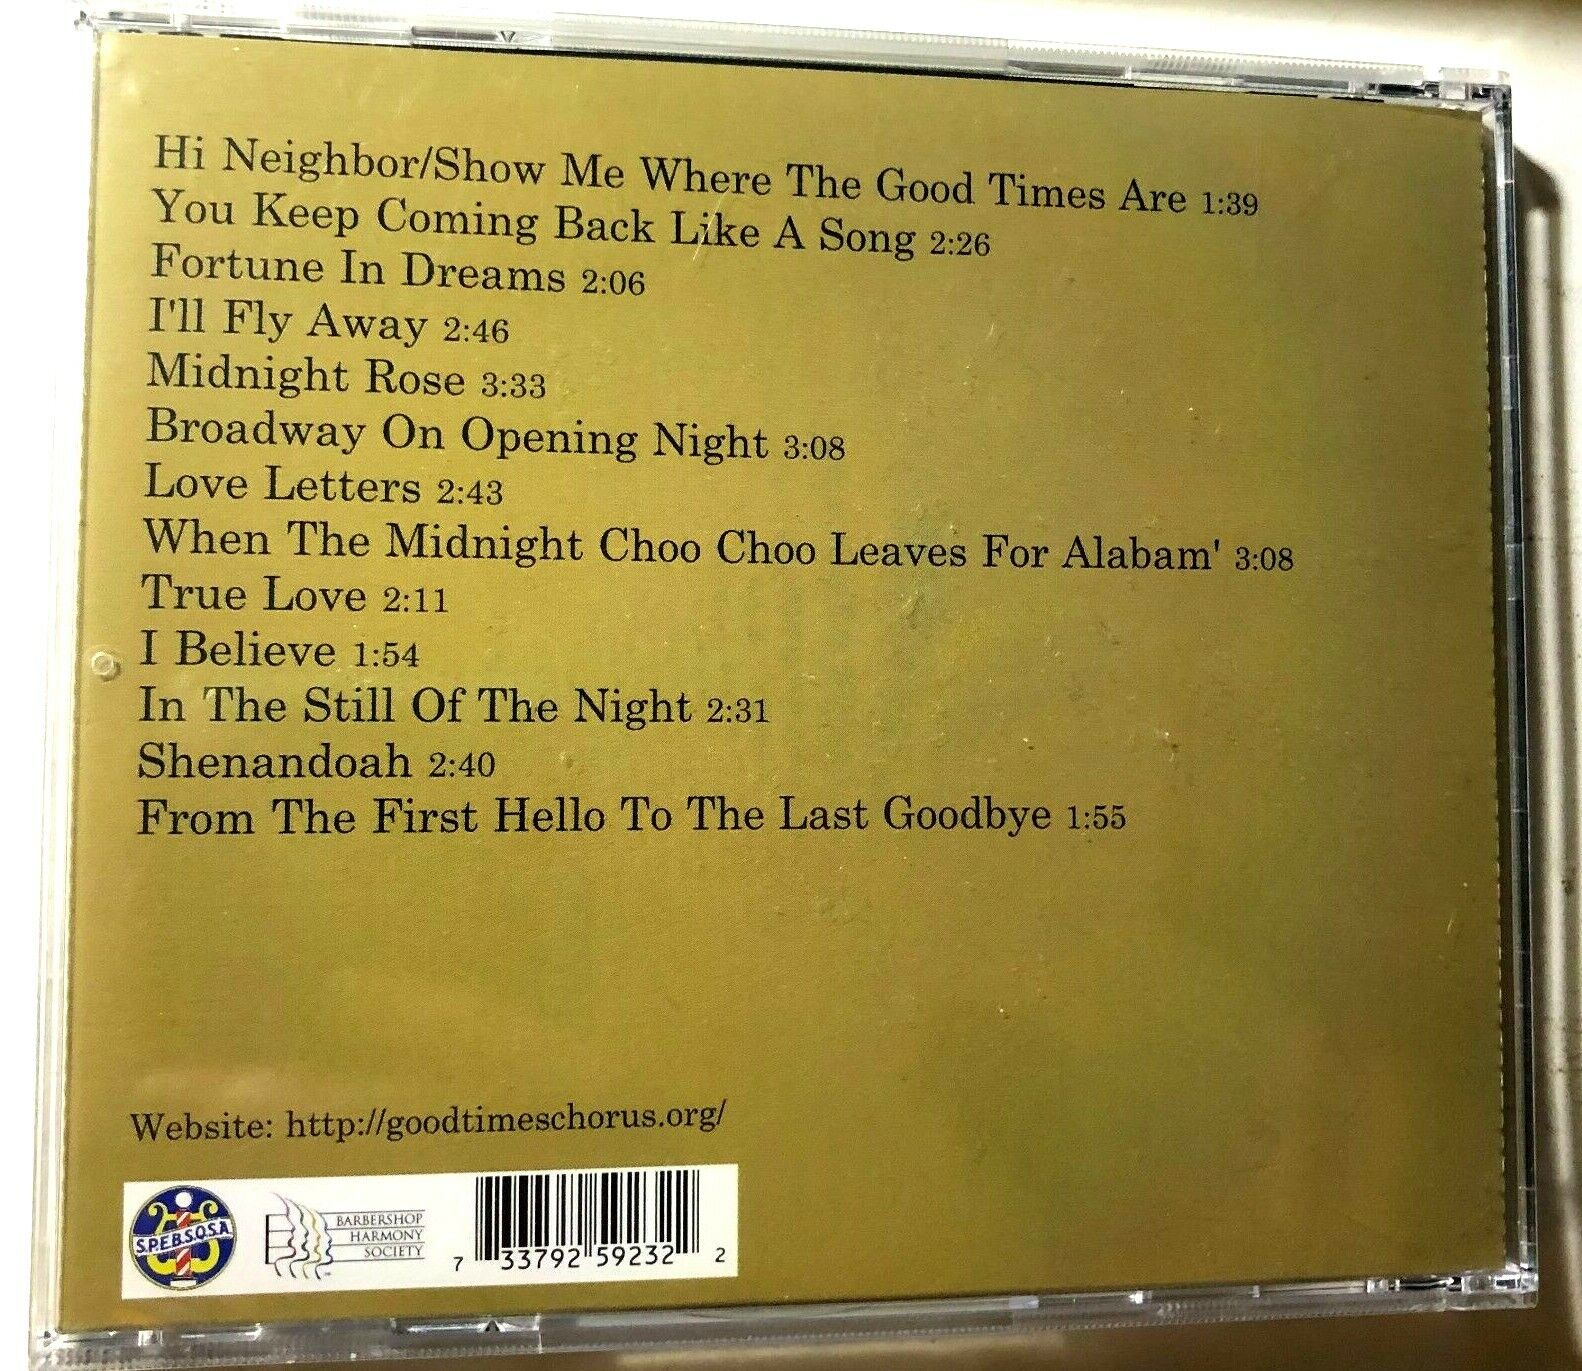 Hi Neighbor/Show Me Where The Good Times Are 1:39
You Keep Coming Back Like A Song 2:26
Fortune In Dreams 2:06
I'll Fly Away 2:46
Midnight Rose 3:33
Broadway On Opening Night 3:08
Love Letters 2:43
When The Midnight Choo Choo Leaves For Alabam' 3:08
True Love 2:11
I Believe 1:54
In The Still Of The Night 2:31
Shenandoah 2:40
From The First Hello To The Last Goodbye 1:55
Website: http://goodtimeschorus.org/
S.P.E.B.S.Q.S.A.
BARBERSHOP
HARMONY
SOCIETY
7 33792 59232 2